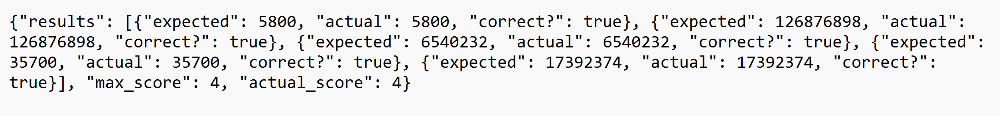 {"results": [{"expected": 5800, "actual": 5800, "correct?": true}, {"expected": 126876898, "actual":
126876898, "correct?": true}, {"expected": 6540232, "actual": 6540232, "correct?": true}, {"expected":
35700, "actual": 35700, "correct?": true}, {"expected": 17392374, "actual": 17392374, "correct?":
true}], "max_score": 4, "actual_score": 4}